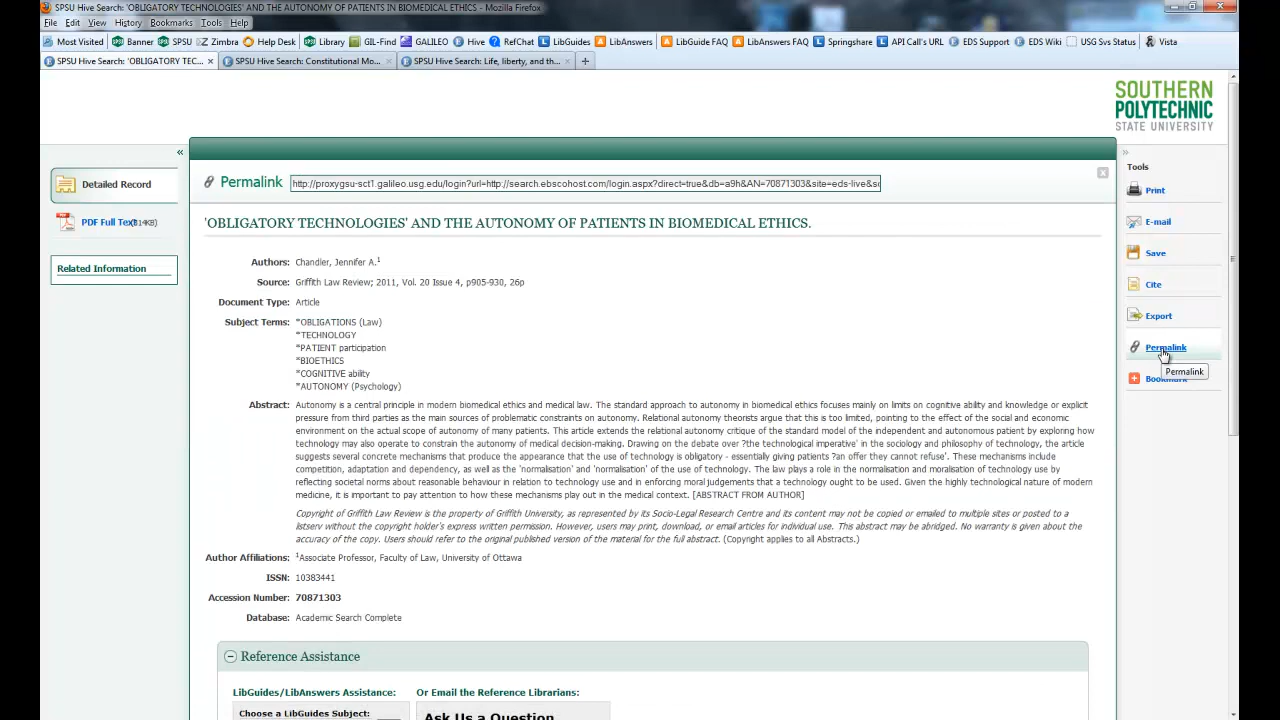 SPSU Hive Search: 'OBLIGATORY TECHNOLOGIES' AND THE AUTONOMY OF PATIENTS IN BIOMEDICAL ETHICS - Mozilla Firefox
File Edit View History Bookmarks Tools Help
Most Visited Banner SPSU Zimbra Help Desk Library GIL-Find GALILEO Hive RefChat LibGuides LibAnswers LibGuide FAQ LibAnswers FAQ Springshare API Call's URL EDS Support EDS Wiki USG Svs Status Vista
SPSU Hive Search: 'OBLIGATORY TEC... SPSU Hive Search: Constitutional Mo... SPSU Hive Search: Life, liberty, and th...
SOUTHERN
POLYTECHNIC
STATE UNIVERSITY
Detailed Record
PDF Full Text
Related Information
Permalink http://proxygsu-sct1.galileo.usg.edu/login?url=http://search.ebscohost.com/login.aspx?direct=true&db=a9h&AN=70871303&site=eds-live&s
'OBLIGATORY TECHNOLOGIES' AND THE AUTONOMY OF PATIENTS IN BIOMEDICAL ETHICS.
Authors: Chandler, Jennifer A.1
Source: Griffith Law Review; 2011, Vol. 20 Issue 4, p905-930, 26p
Document Type: Article
Subject Terms: *OBLIGATIONS (Law)
*TECHNOLOGY
*PATIENT participation
*BIOETHICS
*COGNITIVE ability
*AUTONOMY (Psychology)
Abstract: Autonomy is a central principle in modern biomedical ethics and medical law. The standard approach to autonomy in biomedical ethics focuses mainly on limits on cognitive ability and knowledge or explicit
pressure from third parties as the main sources of problematic constraints on autonomy. Relational autonomy theorists argue that this is too limited, pointing to the effect of the social and economic
environment on the actual scope of autonomy of many patients. This article extends the relational autonomy critique of the standard model of the independent and autonomous patient by exploring how
technology may also operate to constrain the autonomy of medical decision-making. Drawing on the debate over ?the technological imperative' in the sociology and philosophy of technology, the article
suggests several concrete mechanisms that produce the appearance that the use of technology is obligatory - essentially giving patients ?an offer they cannot refuse'. These mechanisms include
competition, adaptation and dependency, as well as the 'normalisation' and 'normalisation' of the use of technology. The law plays a role in the normalisation and moralisation of technology use by
reflecting societal norms about reasonable behaviour in relation to technology use and in enforcing moral judgements that a technology ought to be used. Given the highly technological nature of modern
medicine, it is important to pay attention to how these mechanisms play out in the medical context. [ABSTRACT FROM AUTHOR]
Copyright of Griffith Law Review is the property of Griffith University, as represented by its Socio-Legal Research Centre and its content may not be copied or emailed to multiple sites or posted to a
listserv without the copyright holder's express written permission. However, users may print, download, or email articles for individual use. This abstract may be abridged. No warranty is given about the
accuracy of the copy. Users should refer to the original published version of the material for the full abstract. (Copyright applies to all Abstracts.)
Author Affiliations: 1Associate Professor, Faculty of Law, University of Ottawa
ISSN: 10383441
Accession Number: 70871303
Database: Academic Search Complete
Reference Assistance
LibGuides/LibAnswers Assistance: Or Email the Reference Librarians:
Choose a LibGuides Subject: Ask Us a Question
Tools
Print
E-mail
Save
Cite
Export
Permalink
Permalink
Bookmark